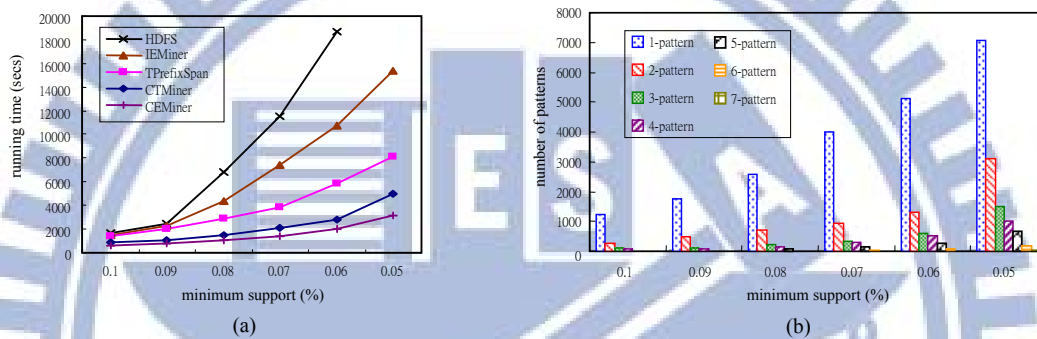 20000
18000
16000
14000
12000
10000
8000
6000
4000
2000
0
running time (secs)
HDFS
IEMiner
TPrefixSpan
CTMiner
CEMiner
0.1 0.09 0.08 0.07 0.06 0.05
minimum support (%)
(a)
8000
7000
6000
5000
4000
3000
2000
1000
0
number of patterns
1-pattern 5-pattern
2-pattern 6-pattern
3-pattern 7-pattern
4-pattern
0.1 0.09 0.08 0.07 0.06 0.05
minimum support (%)
(b)